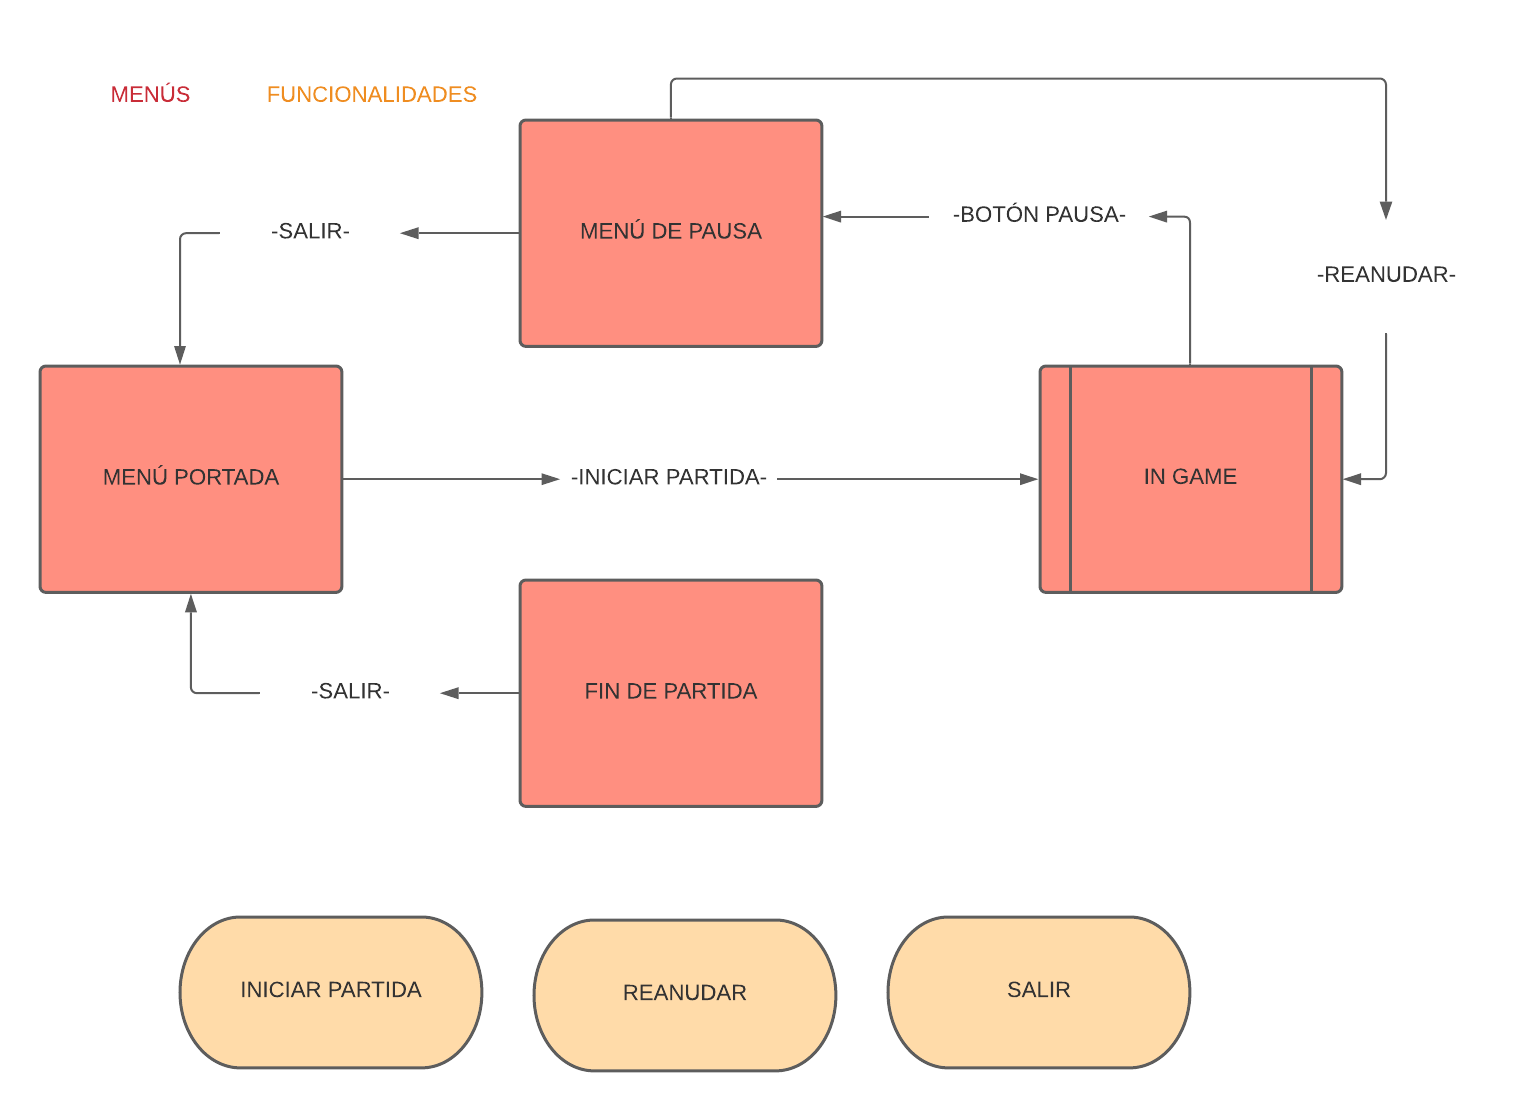 MENÚS
FUNCIONALIDADES
-SALIR-
MENÚ DE PAUSA
-BOTÓN PAUSA-
-REANUDAR-
MENÚ PORTADA
-INICIAR PARTIDA-
IN GAME
-SALIR-
FIN DE PARTIDA
INICIAR PARTIDA
REANUDAR
SALIR